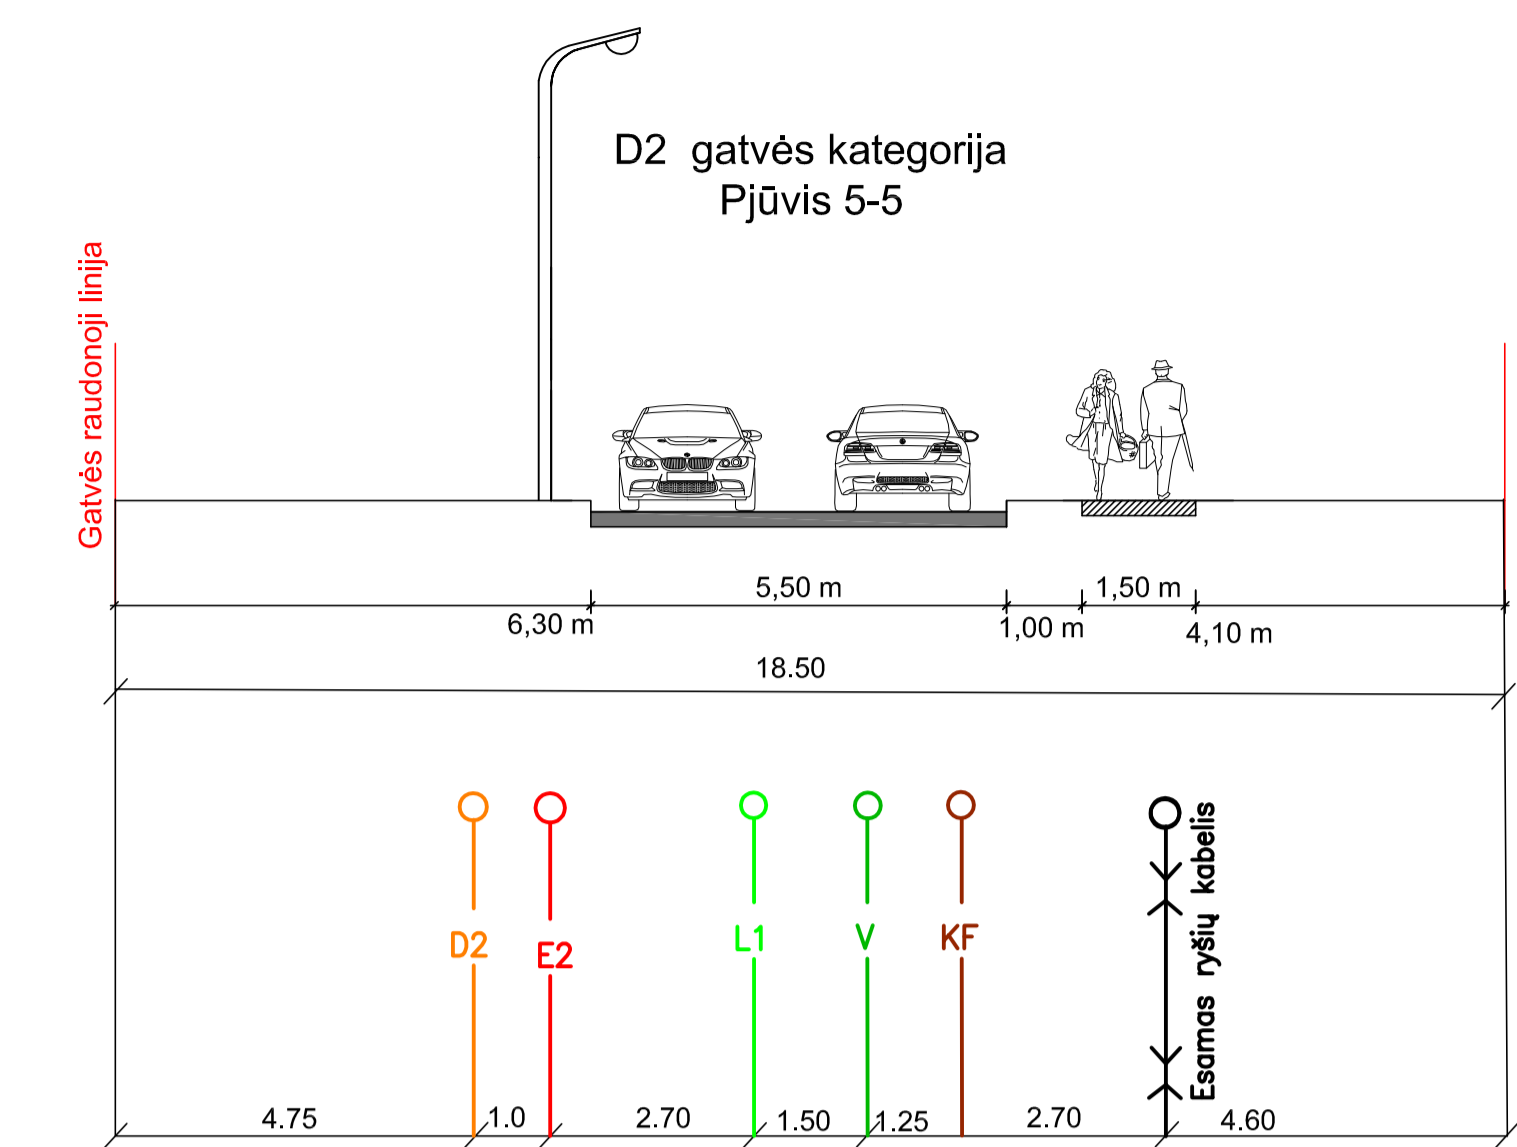 D2 gatvės kategorija
Pjūvis 5-5
Gatvės raudonoji linija
5,50 m
1,50 m
6,30 m
1,00 m
4,10 m
18.50
D2
E2
L1
V
KF
Esamas ryšių kabelis
4.75
1.0
2.70
1.50
1.25
2.70
4.60